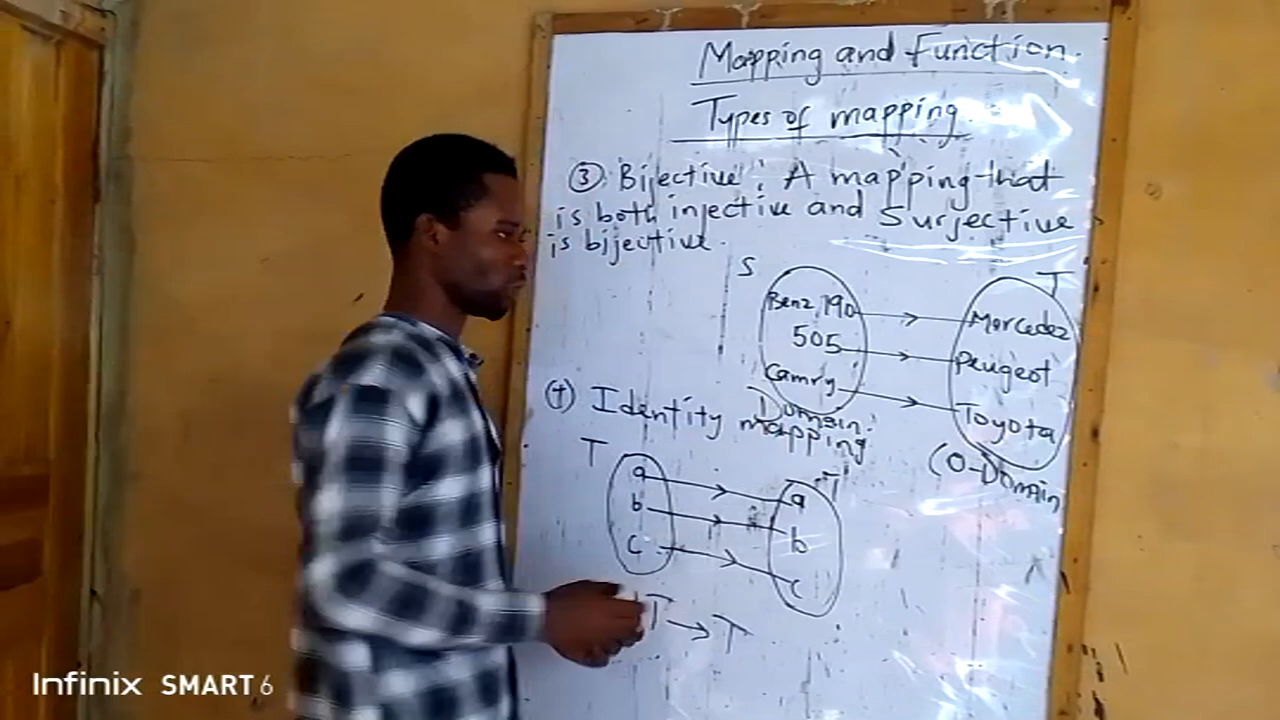 Mapping and Function.
Types of mapping.
③ Bijective: A mapping that
is both injective and Surjective
is bijective.
S
T
Benz 190
Mercedez
505
Peugeot
Camry
Toyota
Domain.
Co-Domain
④ Identity mapping
T
T
a
a
b
b
c
c
T → T
Infinix SMART 6